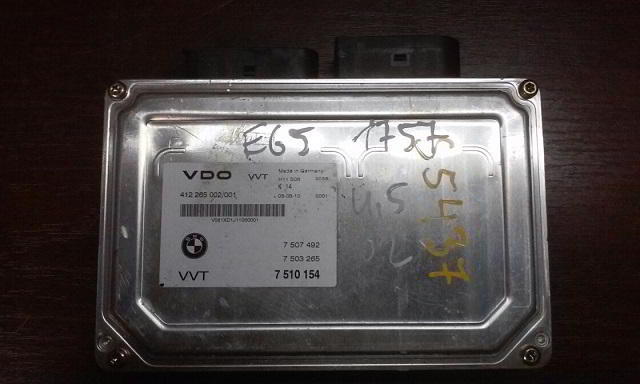 E65 1757
VDO VVT
Made in Germany
412 265 002/001
7 507 492
7 503 265
VVT 7 510 154
55437
4.5